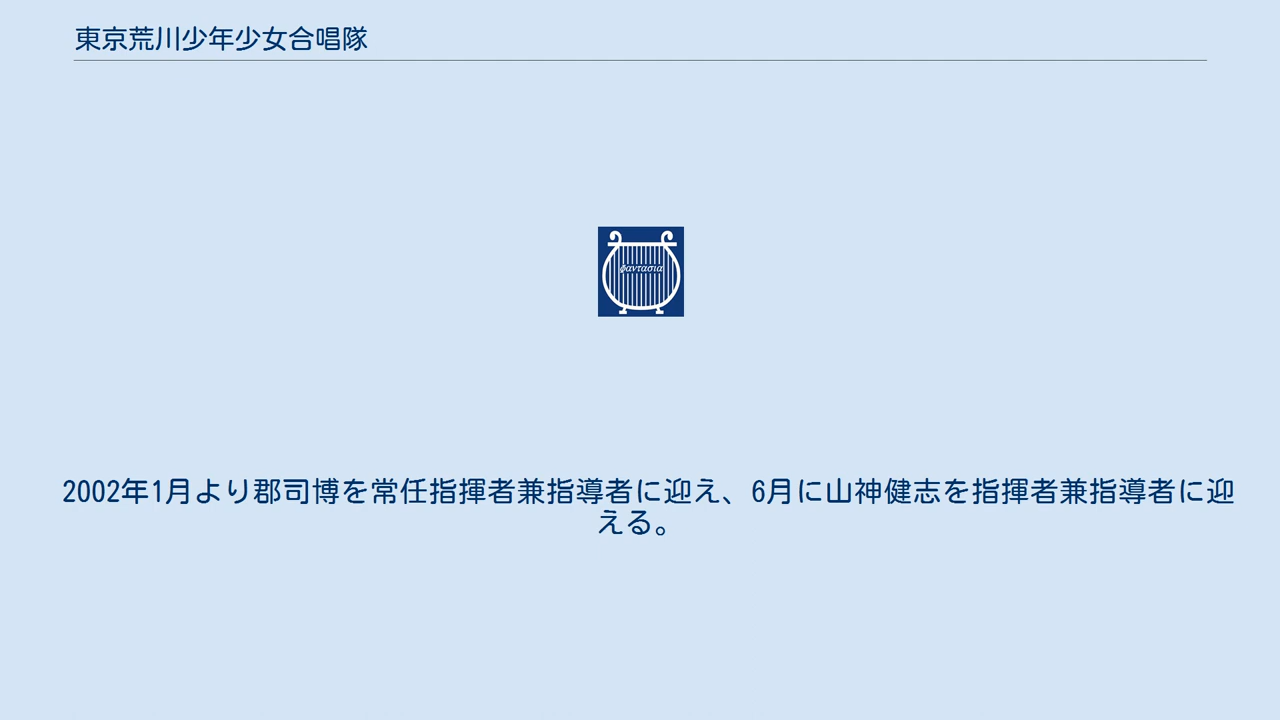 東京荒川少年少女合唱隊
φαντασια
2002年1月より郡司博を常任指揮者兼指導者に迎え、6月に山神健志を指揮者兼指導者に迎
える。